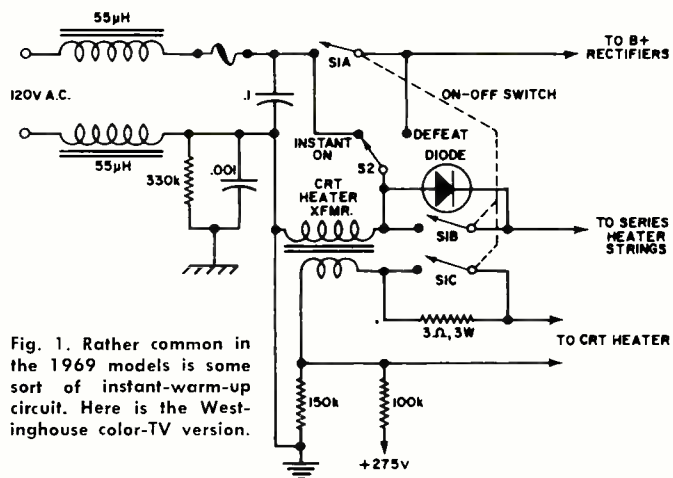 55µH
TO B+
RECTIFIERS
S1A
120V A.C.
.1
ON-OFF SWITCH
INSTANT
ON
DEFEAT
DIODE
55µH
S2
330k
.001
CRT
HEATER
XFMR.
S1B
TO SERIES
HEATER
STRINGS
S1C
3Ω, 3W
TO CRT HEATER
Fig. 1. Rather common in
the 1969 models is some
sort of instant-warm-up
circuit. Here is the West-
inghouse color-TV version.
150k
100k
+275V